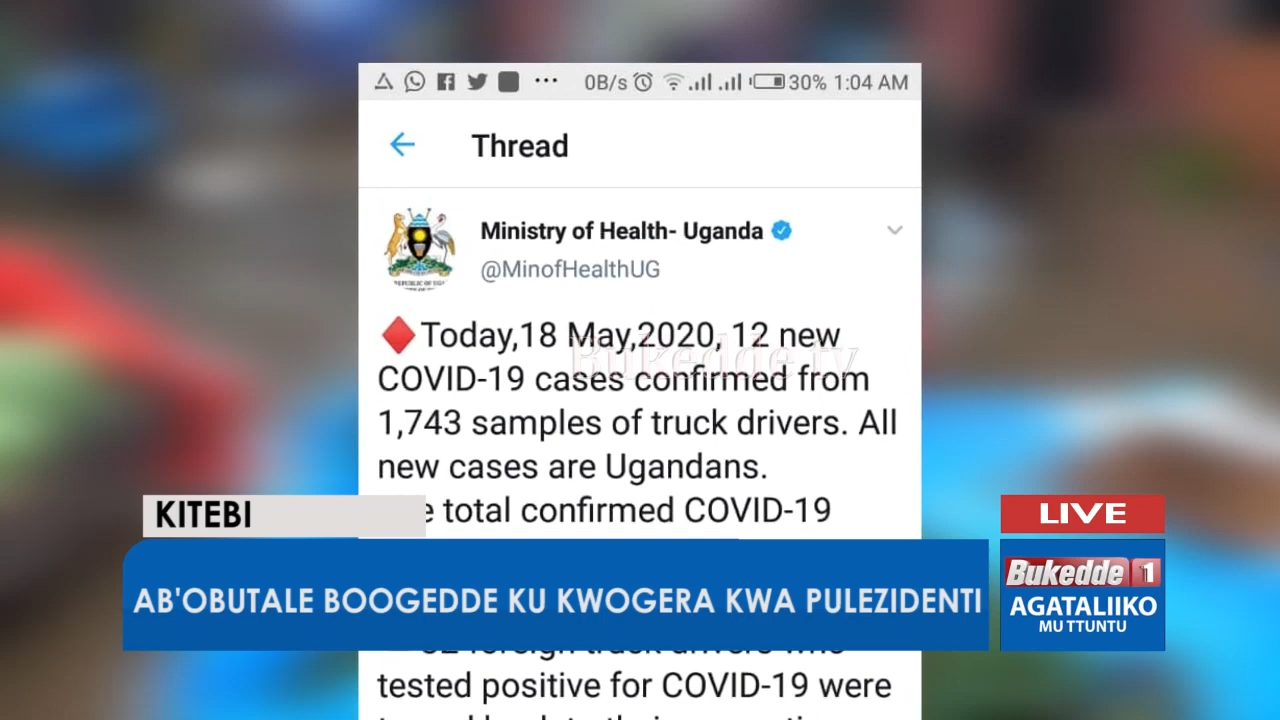 0B/s 30% 1:04 AM
Thread
Ministry of Health- Uganda
@MinofHealthUG
Today,18 May,2020, 12 new
COVID-19 cases confirmed from
1,743 samples of truck drivers. All
new cases are Ugandans.
total confirmed COVID-19
Bukedde tv
KITEBI
AB'OBUTALE BOOGEDDE KU KWOGERA KWA PULEZIDENTI
LIVE
Bukedde 1
AGATALIIKO
MU TTUNTU
tested positive for COVID-19 were